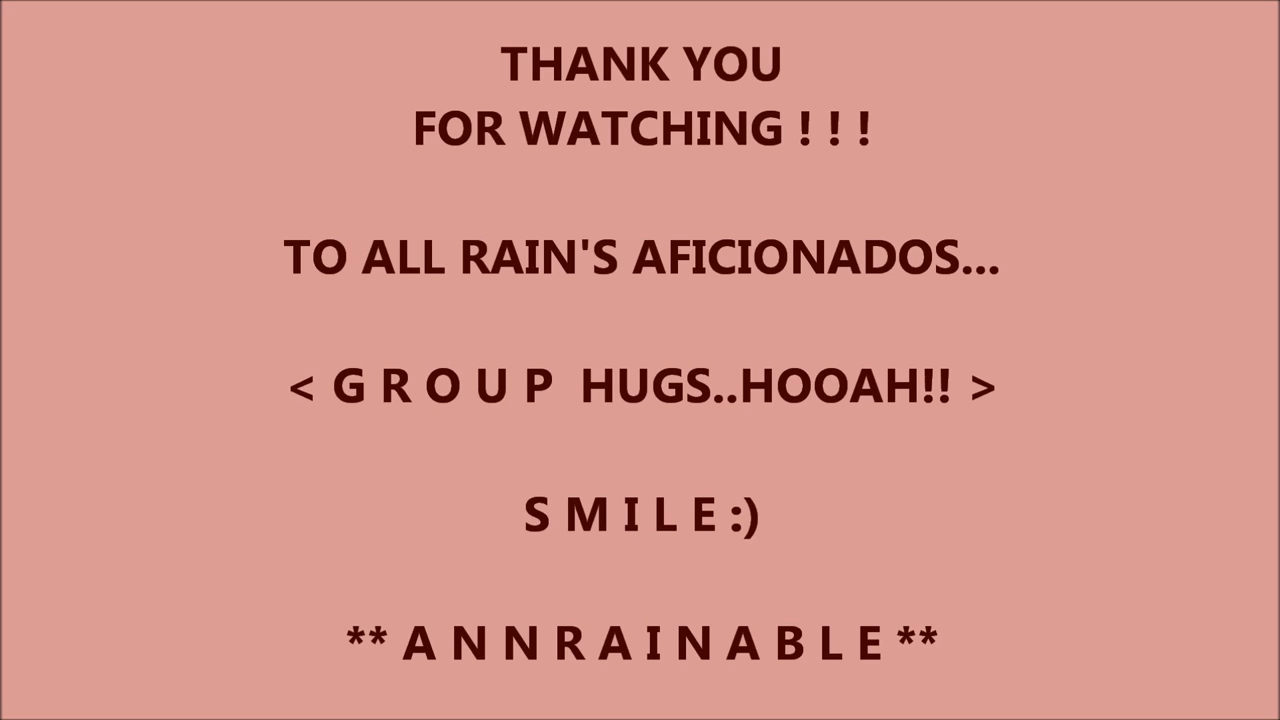 THANK YOU
FOR WATCHING ! ! !
TO ALL RAIN'S AFICIONADOS...
< G R O U P  HUGS..HOOAH!! >
S M I L E :)
** A N N R A I N A B L E **